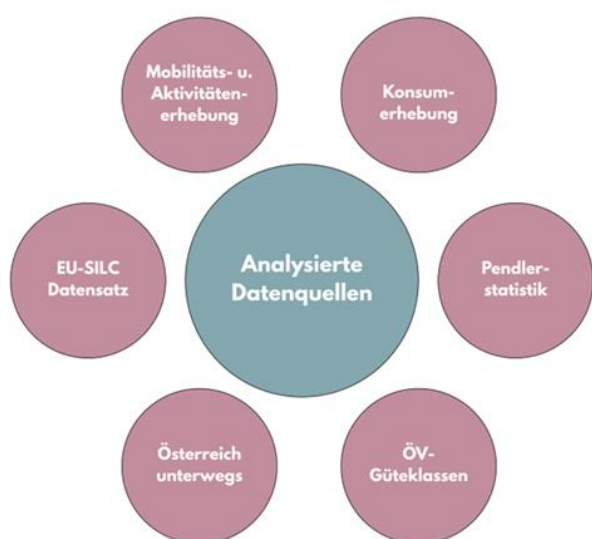 Mobilitäts- u.
Aktivitäten-
erhebung
Konsum-
erhebung
EU-SILC
Datensatz
Analysierte
Datenquellen
Pendler-
statistik
Österreich
unterwegs
ÖV-
Güteklassen